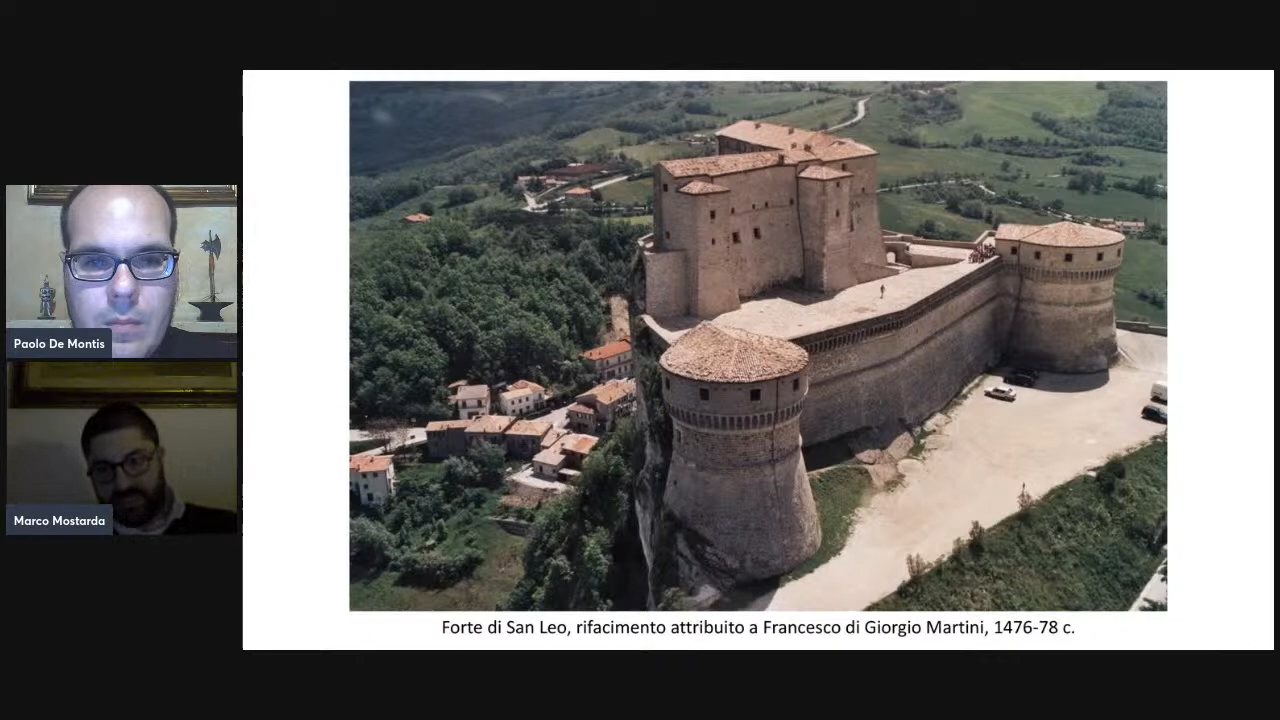 Paolo De Montis
Marco Mostarda
Forte di San Leo, rifacimento attribuito a Francesco di Giorgio Martini, 1476-78 c.